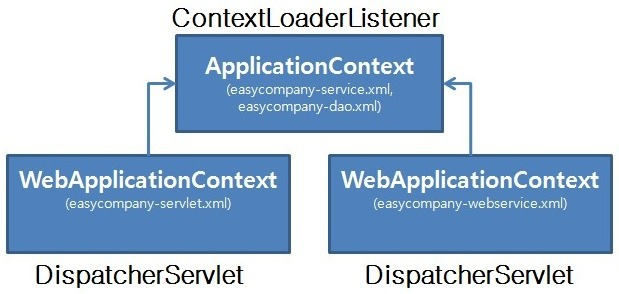 ContextLoaderListener
ApplicationContext
(easycompany-service.xml,
easycompany-dao.xml)
WebApplicationContext
(easycompany-servlet.xml)
WebApplicationContext
(easycompany-webservice.xml)
DispatcherServlet
DispatcherServlet